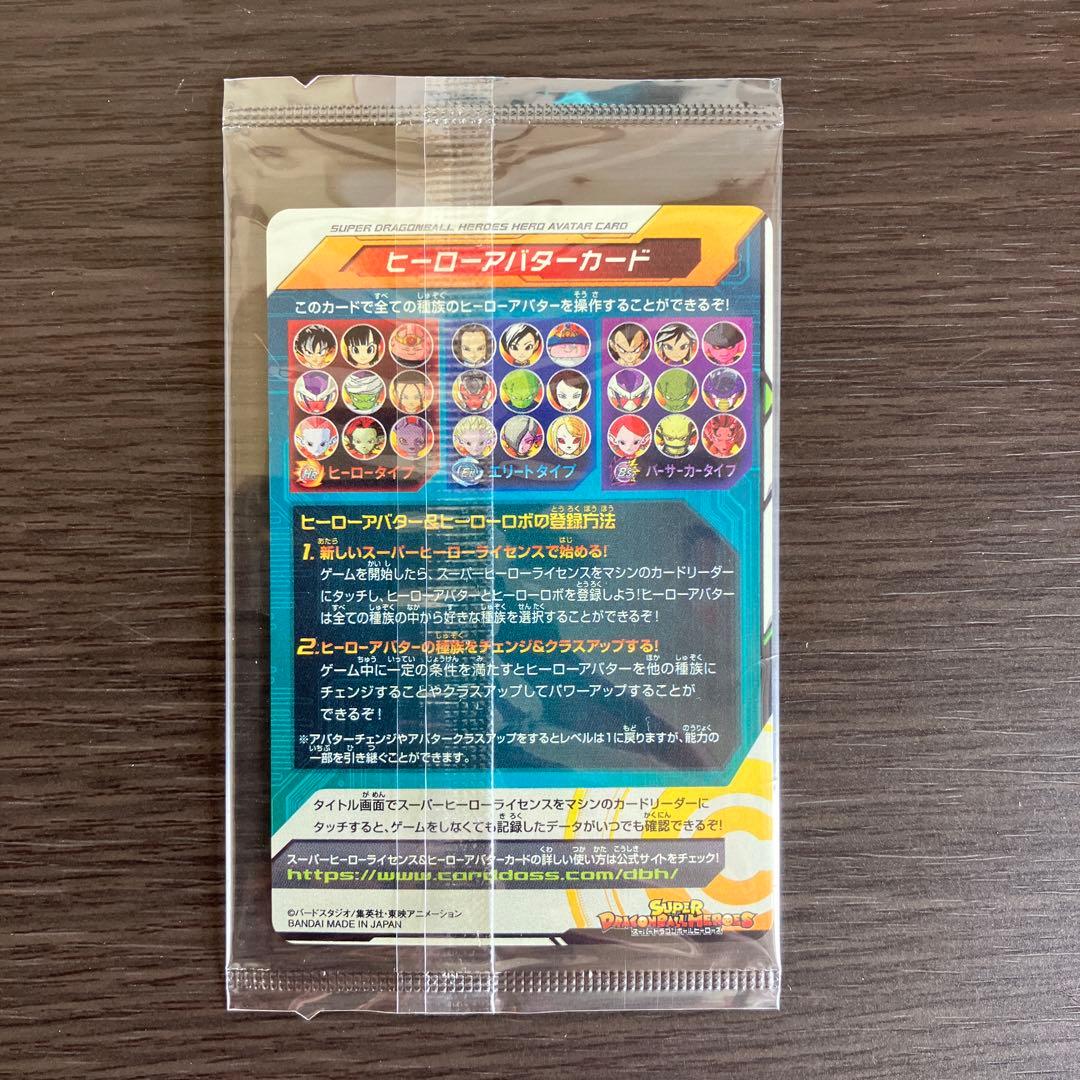 SUPER DRAGONBALL HEROES HERO AVATAR CARD
ヒーローアバターカード
このカードで全ての種族のヒーローアバターを操作することができるぞ!
Hr ヒーロータイプ
El エリートタイプ
Bs バーサーカータイプ
ヒーローアバター&ヒーローロボの登録方法
1. 新しいスーパーヒーローライセンスで始める!
ゲームを開始したら、スーパーヒーローライセンスをマシンのカードリーダー
にタッチし、ヒーローアバターとヒーローロボを登録しよう!ヒーローアバター
は全ての種族の中から好きな種族を選択することができるぞ!
2. ヒーローアバターの種族をチェンジ&クラスアップする!
ゲーム中に一定の条件を満たすとヒーローアバターを他の種族に
チェンジすることやクラスアップしてパワーアップすることが
できるぞ!
※アバターチェンジやアバタークラスアップをするとレベルは1に戻りますが、能力の
一部を引き継ぐことができます。
タイトル画面でスーパーヒーローライセンスをマシンのカードリーダーに
タッチすると、ゲームをしなくても記録したデータがいつでも確認できるぞ!
スーパーヒーローライセンス&ヒーローアバターカードの詳しい使い方は公式サイトをチェック!
https://www.carddass.com/dbh/
©バードスタジオ/集英社・東映アニメーション
BANDAI MADE IN JAPAN
SUPER
DRAGONBALL HEROES
スーパードラゴンボールヒーローズ